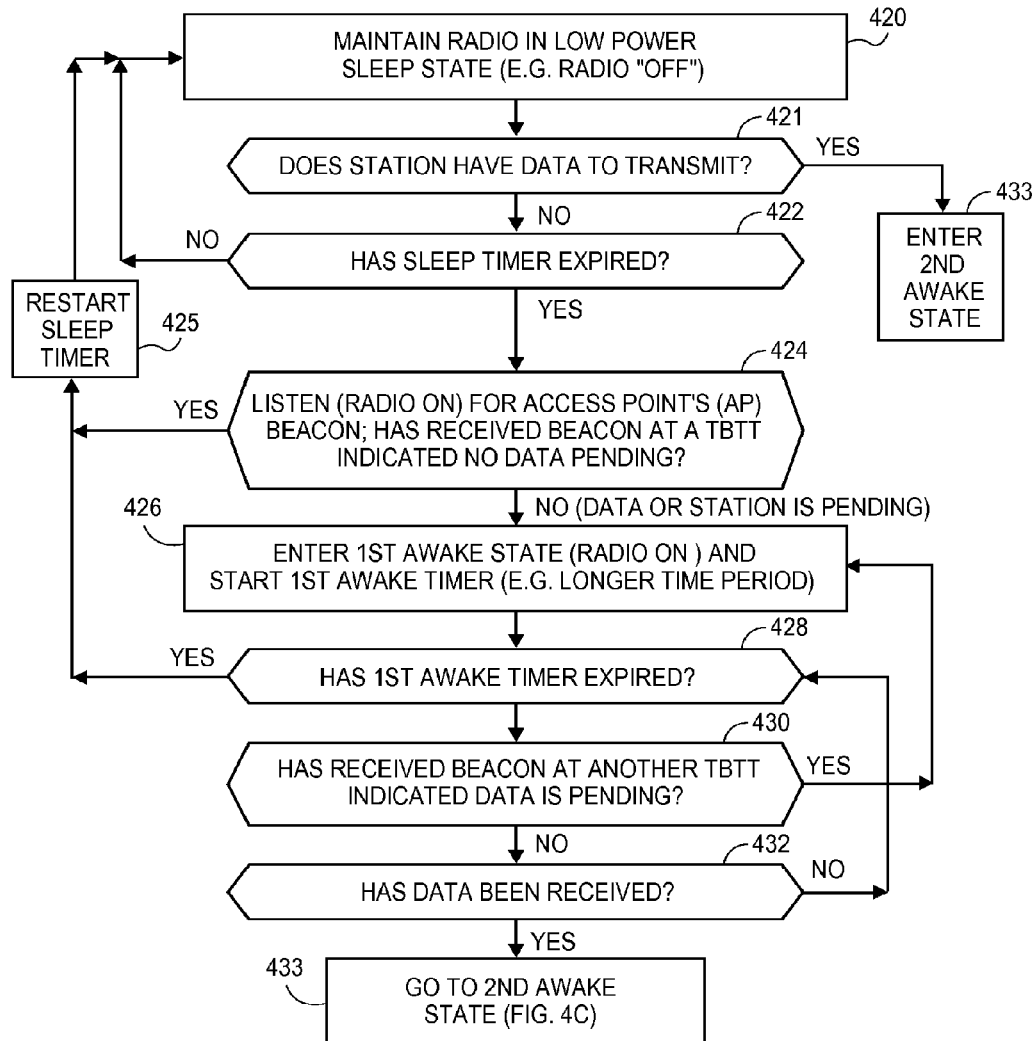 420
MAINTAIN RADIO IN LOW POWER
SLEEP STATE (E.G. RADIO "OFF")
421
DOES STATION HAVE DATA TO TRANSMIT?
YES
433
ENTER
2ND
AWAKE
STATE
NO
422
NO
HAS SLEEP TIMER EXPIRED?
RESTART
SLEEP
TIMER
425
YES
424
YES
LISTEN (RADIO ON) FOR ACCESS POINT'S (AP)
BEACON; HAS RECEIVED BEACON AT A TBTT
INDICATED NO DATA PENDING?
NO (DATA OR STATION IS PENDING)
426
ENTER 1ST AWAKE STATE (RADIO ON ) AND
START 1ST AWAKE TIMER (E.G. LONGER TIME PERIOD)
428
YES
HAS 1ST AWAKE TIMER EXPIRED?
430
HAS RECEIVED BEACON AT ANOTHER TBTT
INDICATED DATA IS PENDING?
YES
NO
432
HAS DATA BEEN RECEIVED?
NO
YES
433
GO TO 2ND AWAKE
STATE (FIG. 4C)